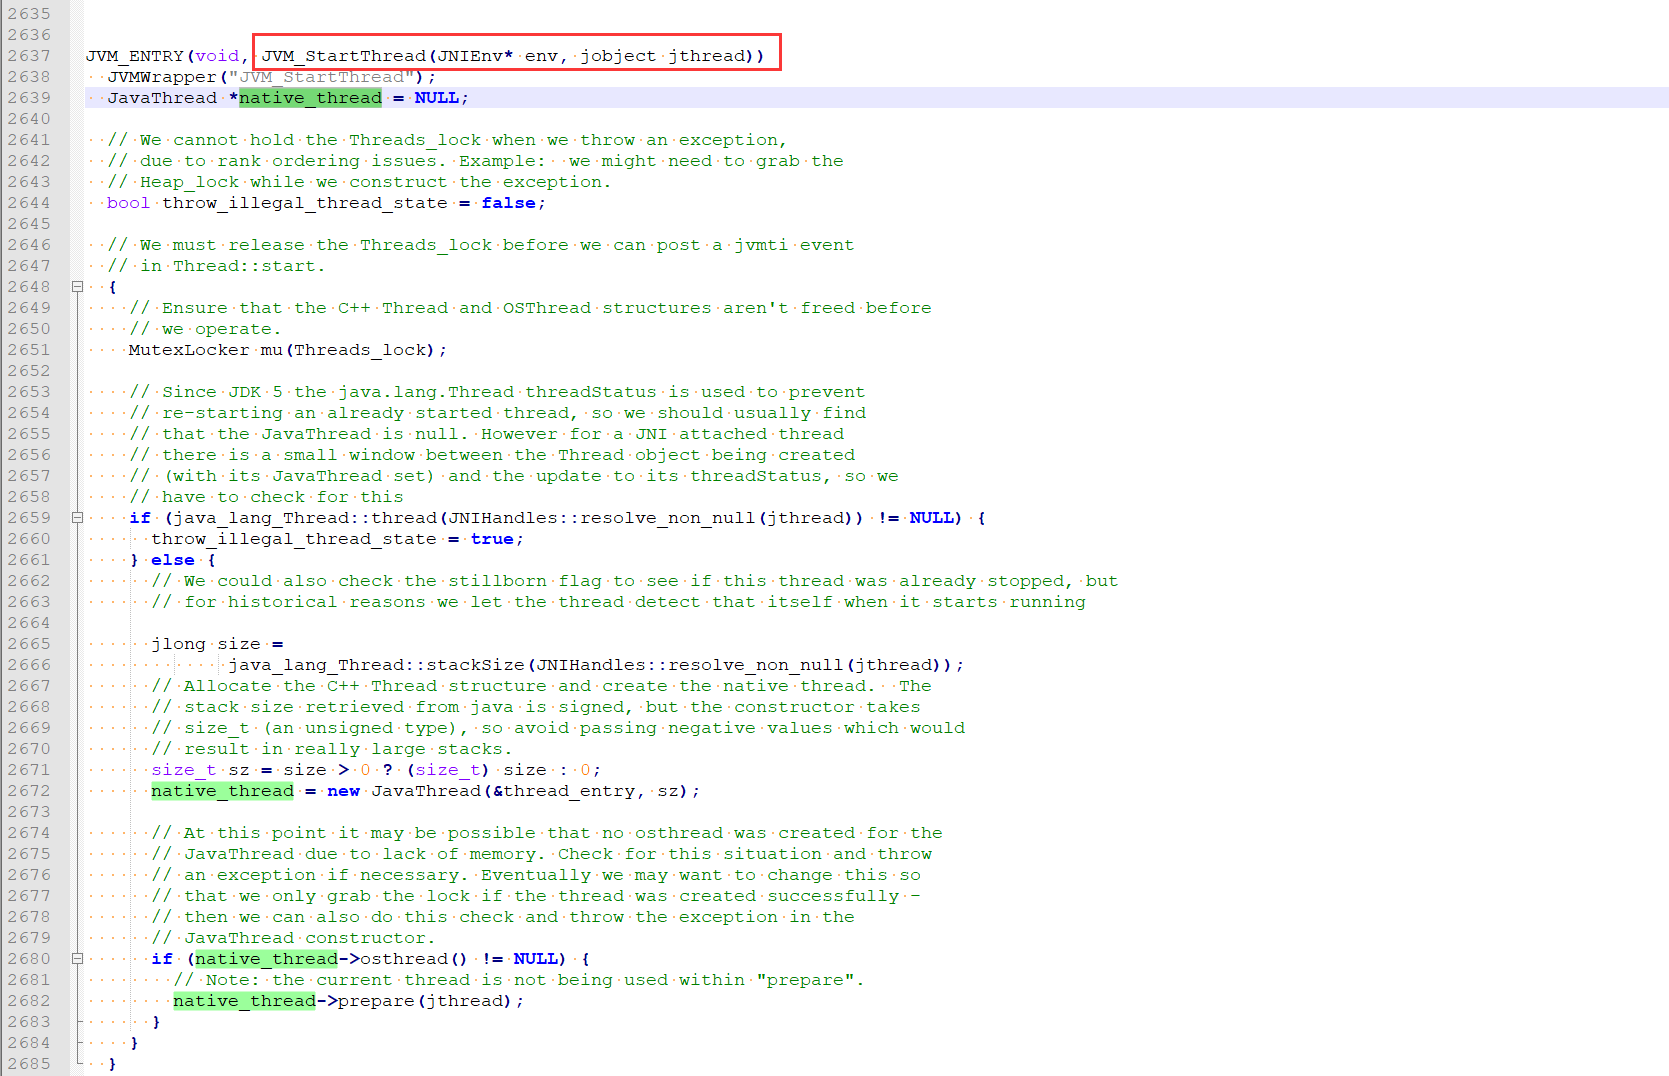 2635
2636
2637 JVM_ENTRY(void, JVM_StartThread(JNIEnv* env, jobject jthread))
2638   JVMWrapper("JVM_StartThread");
2639   JavaThread *native_thread = NULL;
2640
2641   // We cannot hold the Threads_lock when we throw an exception,
2642   // due to rank ordering issues. Example:  we might need to grab the
2643   // Heap_lock while we construct the exception.
2644   bool throw_illegal_thread_state = false;
2645
2646   // We must release the Threads_lock before we can post a jvmti event
2647   // in Thread::start.
2648   {
2649     // Ensure that the C++ Thread and OSThread structures aren't freed before
2650     // we operate.
2651     MutexLocker mu(Threads_lock);
2652
2653     // Since JDK 5 the java.lang.Thread threadStatus is used to prevent
2654     // re-starting an already started thread, so we should usually find
2655     // that the JavaThread is null. However for a JNI attached thread
2656     // there is a small window between the Thread object being created
2657     // (with its JavaThread set) and the update to its threadStatus, so we
2658     // have to check for this
2659     if (java_lang_Thread::thread(JNIHandles::resolve_non_null(jthread)) != NULL) {
2660       throw_illegal_thread_state = true;
2661     } else {
2662       // We could also check the stillborn flag to see if this thread was already stopped, but
2663       // for historical reasons we let the thread detect that itself when it starts running
2664
2665       jlong size =
2666              java_lang_Thread::stackSize(JNIHandles::resolve_non_null(jthread));
2667       // Allocate the C++ Thread structure and create the native thread.  The
2668       // stack size retrieved from java is signed, but the constructor takes
2669       // size_t (an unsigned type), so avoid passing negative values which would
2670       // result in really large stacks.
2671       size_t sz = size > 0 ? (size_t) size : 0;
2672       native_thread = new JavaThread(&thread_entry, sz);
2673
2674       // At this point it may be possible that no osthread was created for the
2675       // JavaThread due to lack of memory. Check for this situation and throw
2676       // an exception if necessary. Eventually we may want to change this so
2677       // that we only grab the lock if the thread was created successfully -
2678       // then we can also do this check and throw the exception in the
2679       // JavaThread constructor.
2680       if (native_thread->osthread() != NULL) {
2681         // Note: the current thread is not being used within "prepare".
2682         native_thread->prepare(jthread);
2683       }
2684     }
2685   }